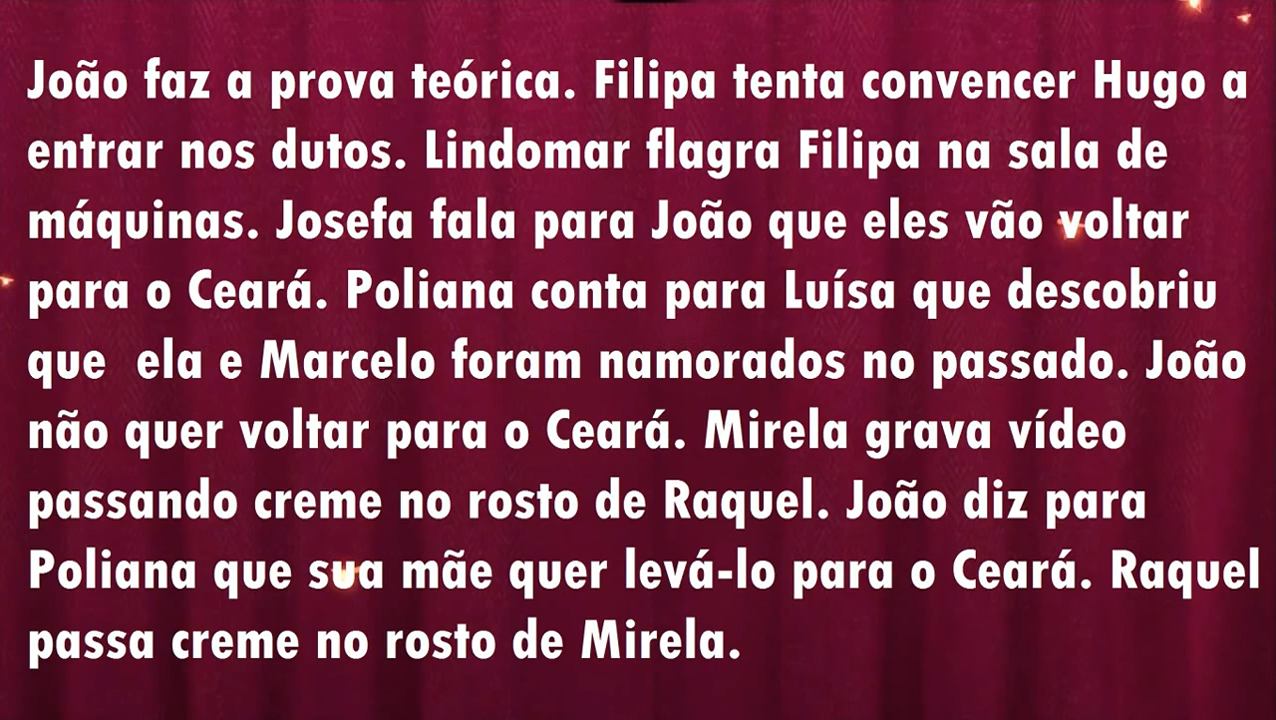 João faz a prova teórica. Filipa tenta convencer Hugo a
entrar nos dutos. Lindomar flagra Filipa na sala de
máquinas. Josefa fala para João que eles vão voltar
para o Ceará. Poliana conta para Luísa que descobriu
que  ela e Marcelo foram namorados no passado. João
não quer voltar para o Ceará. Mirela grava vídeo
passando creme no rosto de Raquel. João diz para
Poliana que sua mãe quer levá-lo para o Ceará. Raquel
passa creme no rosto de Mirela.